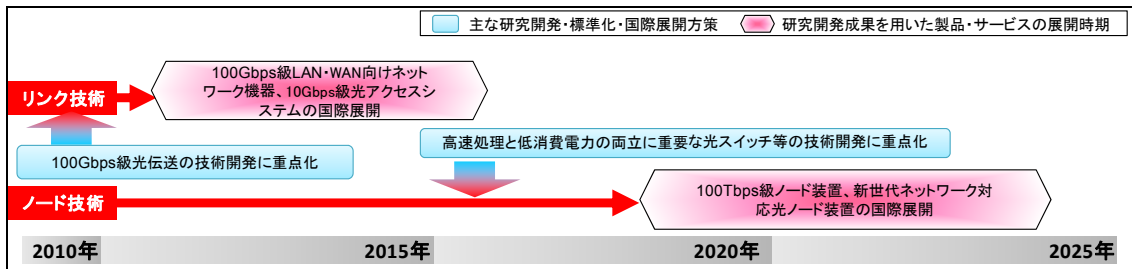 主な研究開発・標準化・国際展開方策
研究開発成果を用いた製品・サービスの展開時期
100Gbps級LAN・WAN向けネット
ワーク機器、10Gbps級光アクセスシ
ステムの国際展開
リンク技術
高速処理と低消費電力の両立に重要な光スイッチ等の技術開発に重点化
100Gbps級光伝送の技術開発に重点化
ノード技術
100Tbps級ノード装置、新世代ネットワーク対
応光ノード装置の国際展開
2010年
2015年
2020年
2025年